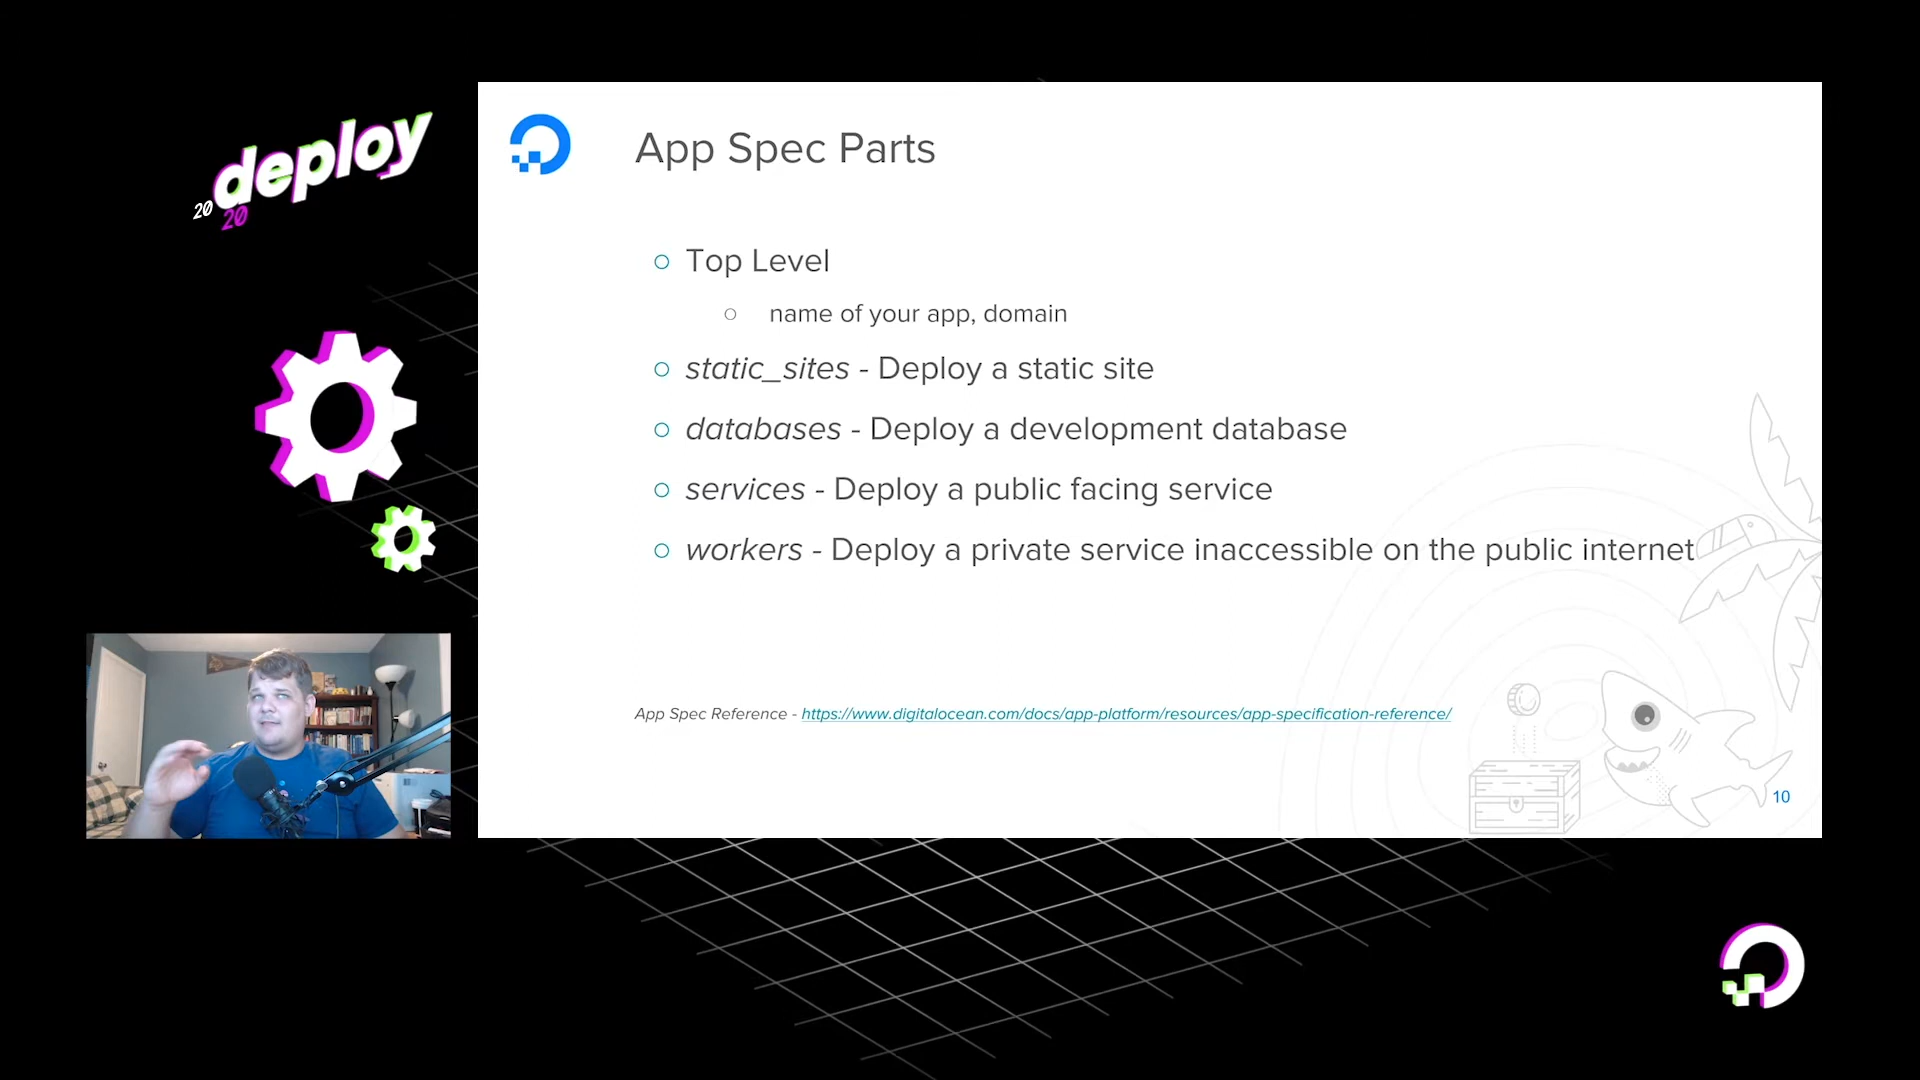 deploy
20
20
App Spec Parts
Top Level
name of your app, domain
static_sites - Deploy a static site
databases - Deploy a development database
services - Deploy a public facing service
workers - Deploy a private service inaccessible on the public internet
App Spec Reference - https://www.digitalocean.com/docs/app-platform/resources/app-specification-reference/
10